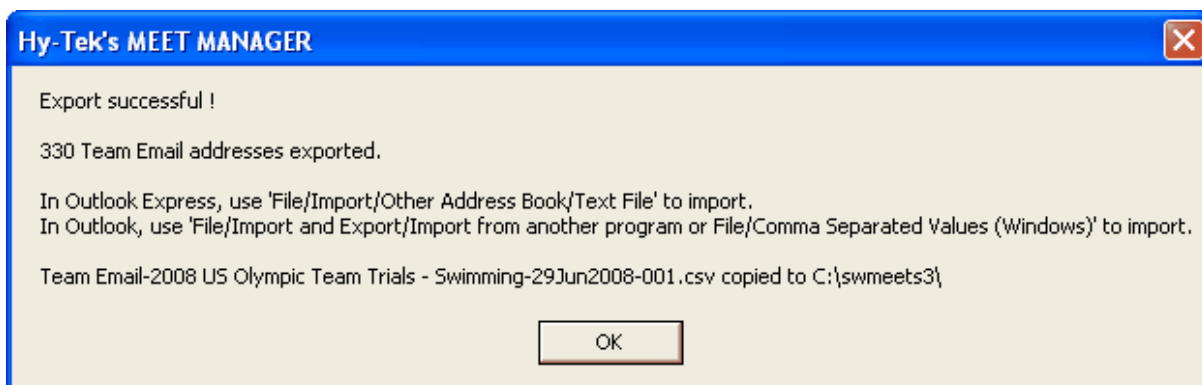 Hy-Tek's MEET MANAGER
Export successful !
330 Team Email addresses exported.
In Outlook Express, use 'File/Import/Other Address Book/Text File' to import.
In Outlook, use 'File/Import and Export/Import from another program or File/Comma Separated Values (Windows)' to import.
Team Email-2008 US Olympic Team Trials - Swimming-29Jun2008-001.csv copied to C:\swmeets3\
OK